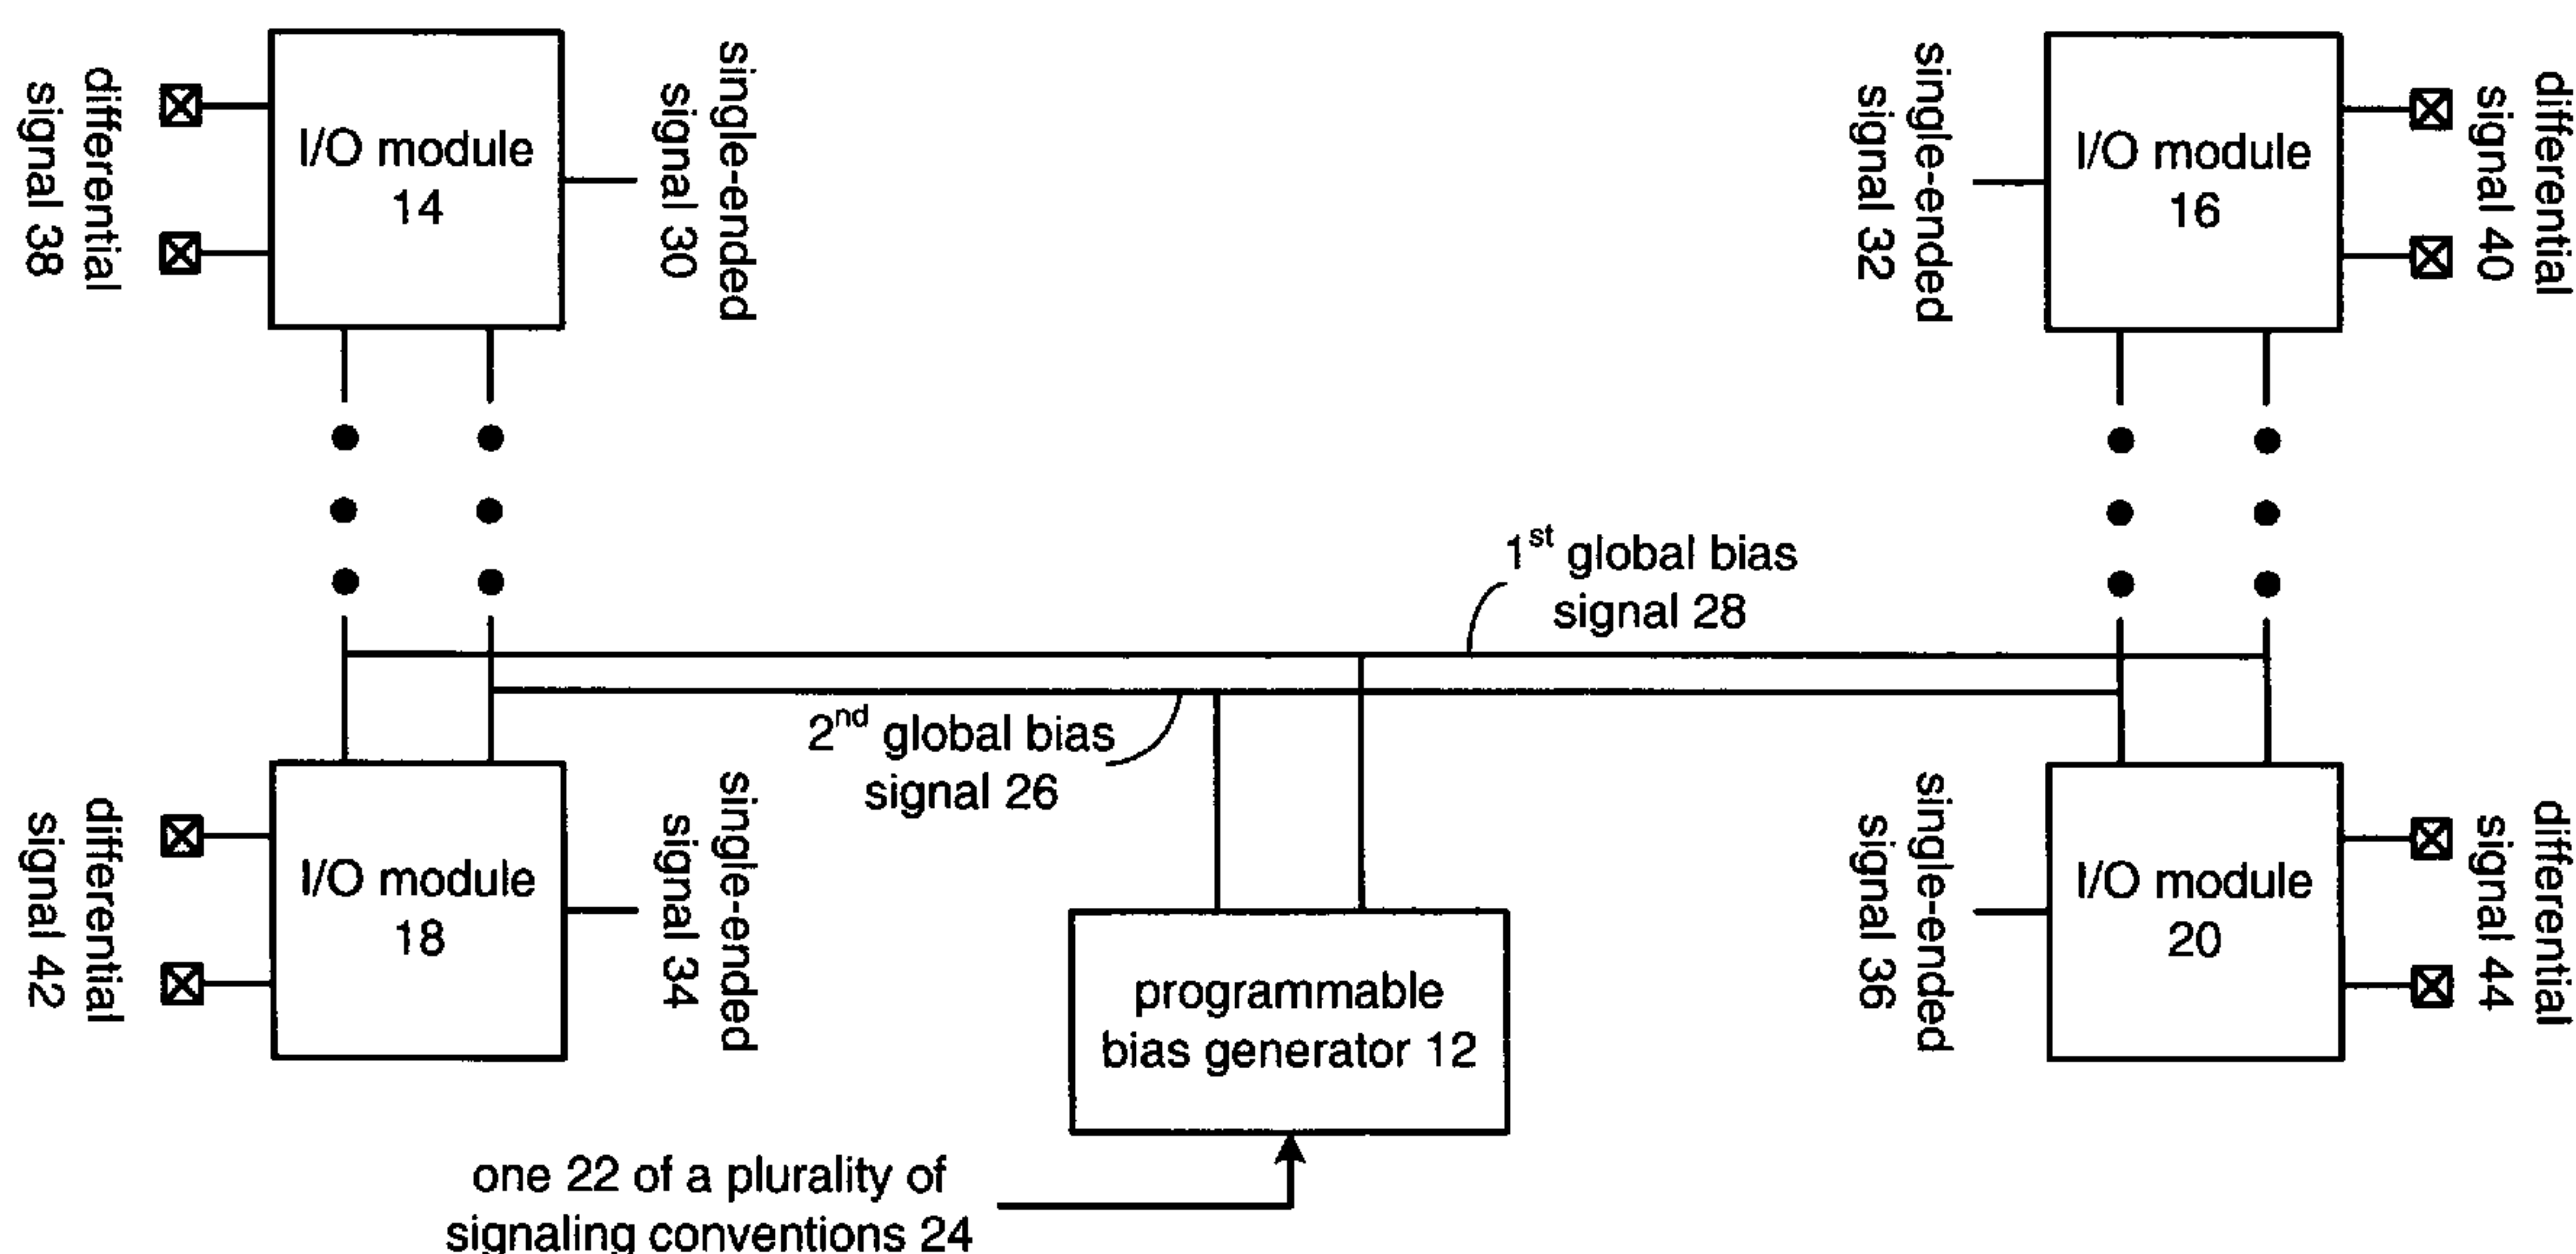 differential
signal 38
I/O module
14
single-ended
signal 30
single-ended
signal 32
I/O module
16
differential
signal 40
1st global bias
signal 28
2nd global bias
signal 26
differential
signal 42
I/O module
18
single-ended
signal 34
programmable
bias generator 12
single-ended
signal 36
I/O module
20
differential
signal 44
one 22 of a plurality of
signaling conventions 24